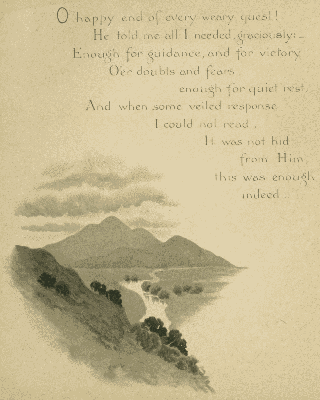 O happy end of every weary quest!
He told me all I needed, graciously:—
Enough for guidance, and for victory
O'er doubts and fears
enough for quiet rest,
And when some veiled response
I could not read,
It was not hid
from Him,
this was enough
indeed.